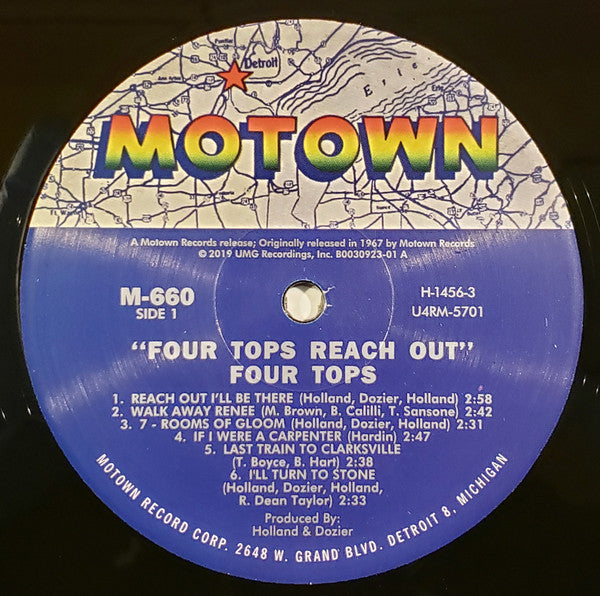 Detroit
Erie
MOTOWN
A Motown Records release; Originally released in 1967 by Motown Records
℗ 2019 UMG Recordings, Inc. B0030923-01 A
M-660
SIDE 1
H-1456-3
U4RM-5701
"FOUR TOPS REACH OUT"
FOUR TOPS
1. REACH OUT I'LL BE THERE (Holland, Dozier, Holland) 2:58
2. WALK AWAY RENEE (M. Brown, B. Calilli, T. Sansone) 2:42
3. 7 - ROOMS OF GLOOM (Holland, Dozier, Holland) 2:31
4. IF I WERE A CARPENTER (Hardin) 2:47
5. LAST TRAIN TO CLARKSVILLE
(T. Boyce, B. Hart) 2:38
6. I'LL TURN TO STONE
(Holland, Dozier, Holland,
R. Dean Taylor) 2:33
Produced By:
Holland & Dozier
MOTOWN RECORD CORP. 2648 W. GRAND BLVD. DETROIT 8, MICHIGAN